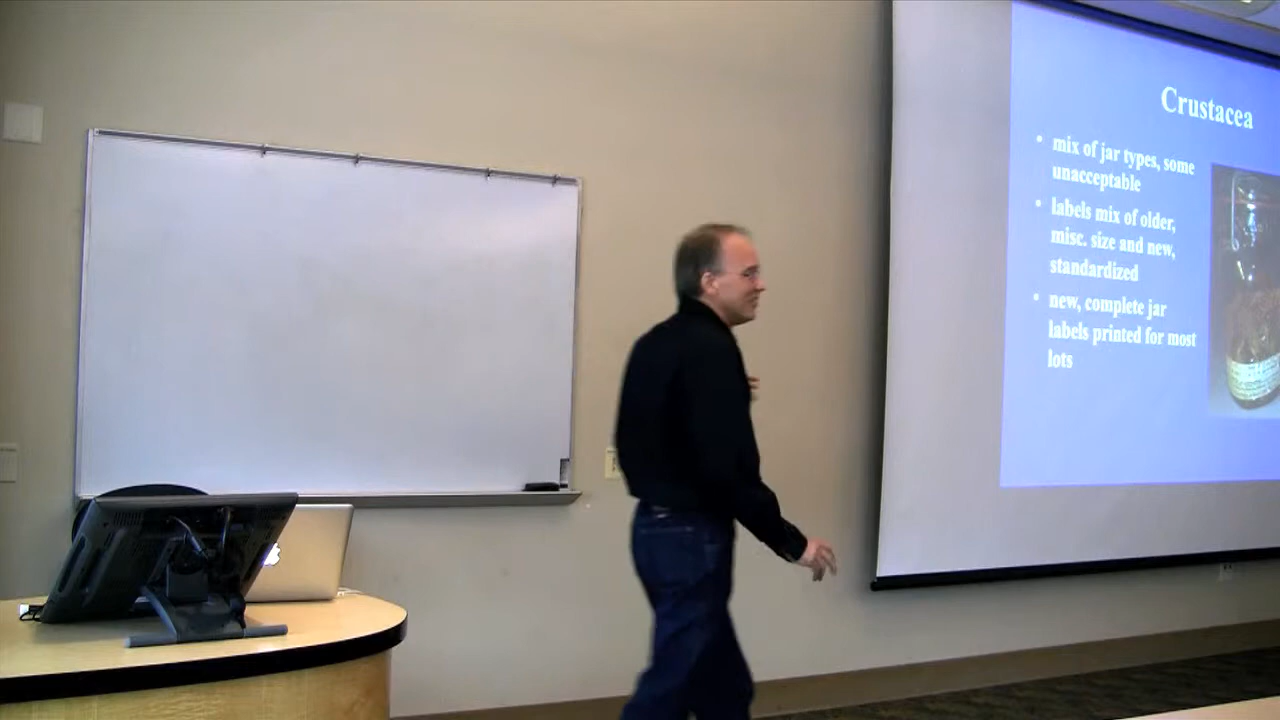 Crustacea
• mix of jar types, some
unacceptable
• labels mix of older,
misc. size and new,
standardized
• new, complete jar
labels printed for most
lots